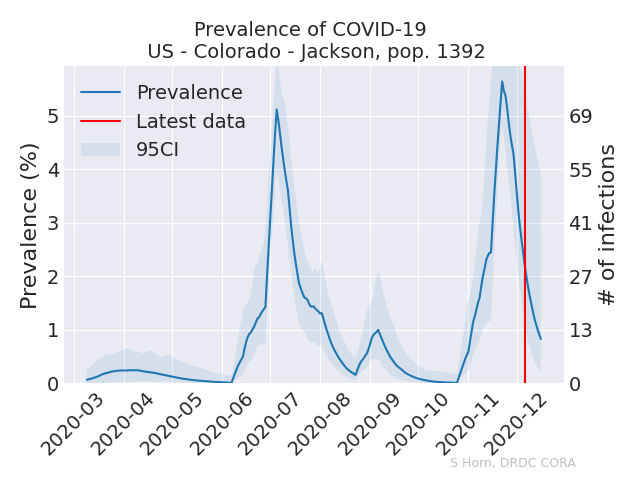 Prevalence of COVID-19
US - Colorado - Jackson, pop. 1392
Prevalence
Latest data
95CI
Prevalence (%)
5
4
3
2
1
0
# of infections
69
55
41
27
13
0
2020-03
2020-04
2020-05
2020-06
2020-07
2020-08
2020-09
2020-10
2020-11
2020-12
S Horn, DRDC CORA